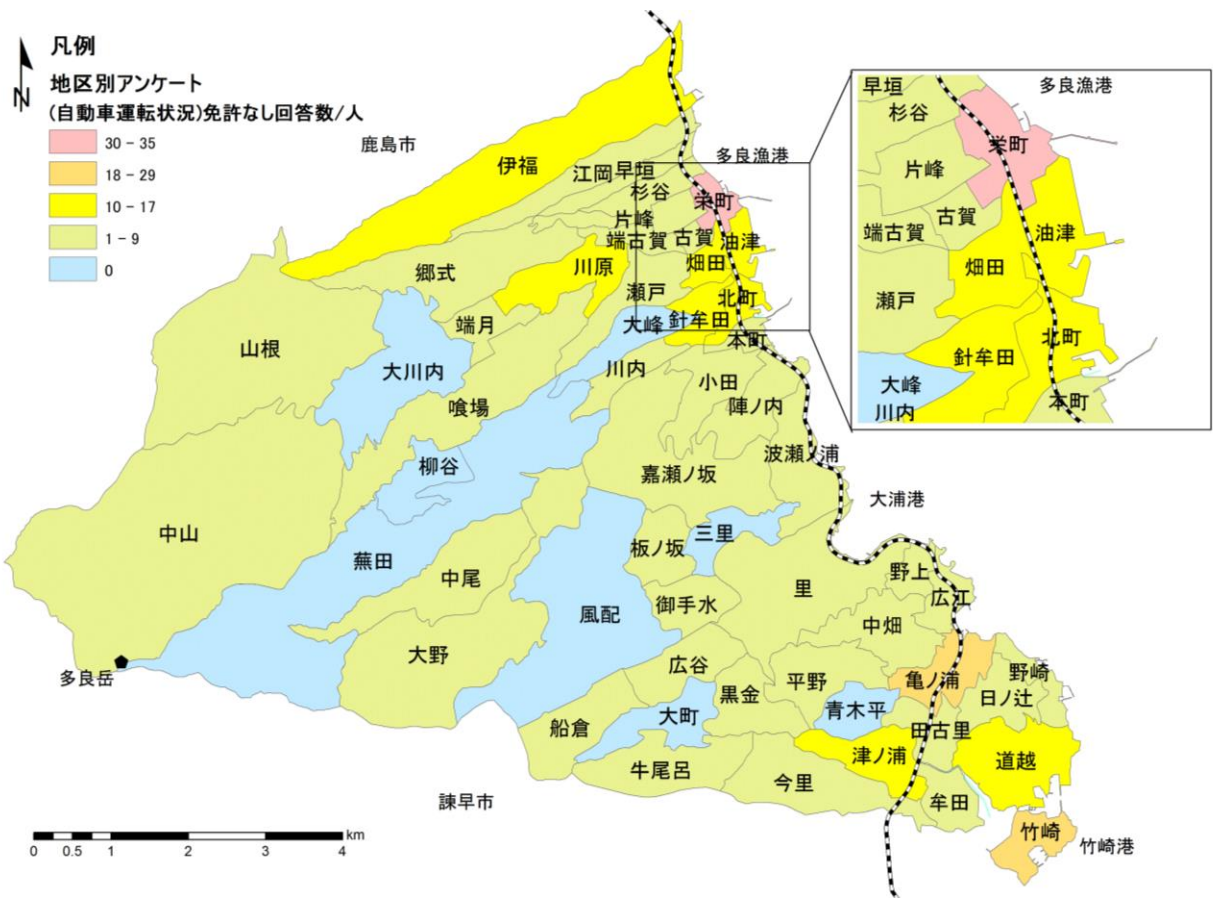 凡例
地区別アンケート
(自動車運転状況)免許なし回答数/人
30 - 35
18 - 29
10 - 17
1 - 9
0
N
鹿島市
多良漁港
伊福
江岡
早垣
杉谷
栄町
片峰
端古賀
古賀
油津
畑田
川原
郷式
瀬戸
北町
針牟田
大峰
端月
本町
山根
大川内
川内
小田
陣ノ内
喰場
柳谷
嘉瀬ノ坂
波瀬ノ浦
大浦港
中山
蕪田
中尾
板ノ坂
三里
里
野上
広江
風配
御手水
中畑
大野
多良岳
広谷
黒金
平野
亀ノ浦
野崎
日ノ辻
青木平
大町
船倉
田古里
津ノ浦
道越
牛尾呂
今里
牟田
竹崎
竹崎港
諫早市
0 0.5 1 2 3 4
km
早垣
多良漁港
杉谷
栄町
片峰
古賀
端古賀
油津
畑田
瀬戸
北町
針牟田
大峰
川内
本町